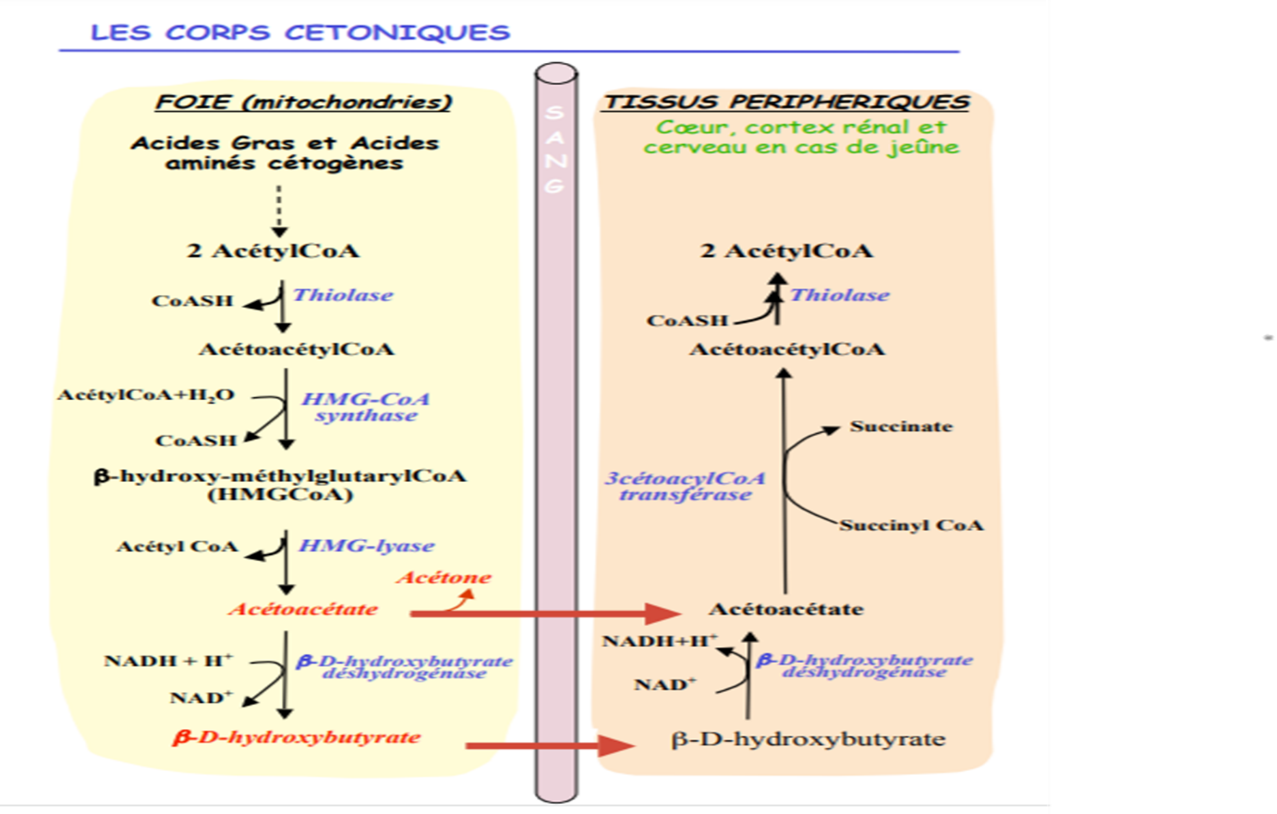 LES CORPS CETONIQUES
FOIE (mitochondries)
Acides Gras et Acides
aminés cétogènes
2 AcétylCoA
CoASH
Thiolase
AcétoacétylCoA
AcétylCoA+H₂O
HMG-CoA
synthase
CoASH
β-hydroxy-méthylglutarylCoA
(HMGCoA)
Acétyl CoA
HMG-lyase
Acétone
Acétoacétate
NADH + H⁺
β-D-hydroxybutyrate
déshydrogénase
NAD⁺
β-D-hydroxybutyrate
SANG
TISSUS PERIPHERIQUES
Cœur, cortex rénal et
cerveau en cas de jeûne
2 AcétylCoA
Thiolase
CoASH
AcétoacétylCoA
Succinate
3cétoacylCoA
transférase
Succinyl CoA
Acétoacétate
NADH+H⁺
β-D-hydroxybutyrate
déshydrogénase
NAD⁺
β-D-hydroxybutyrate